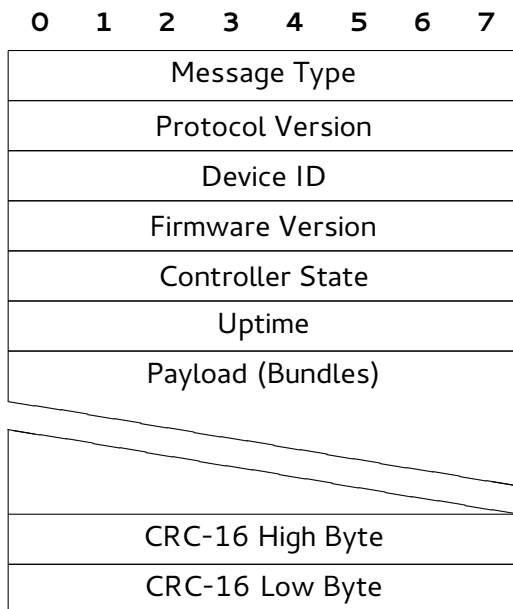 0 1 2 3 4 5 6 7
Message Type
Protocol Version
Device ID
Firmware Version
Controller State
Uptime
Payload (Bundles)
CRC-16 High Byte
CRC-16 Low Byte